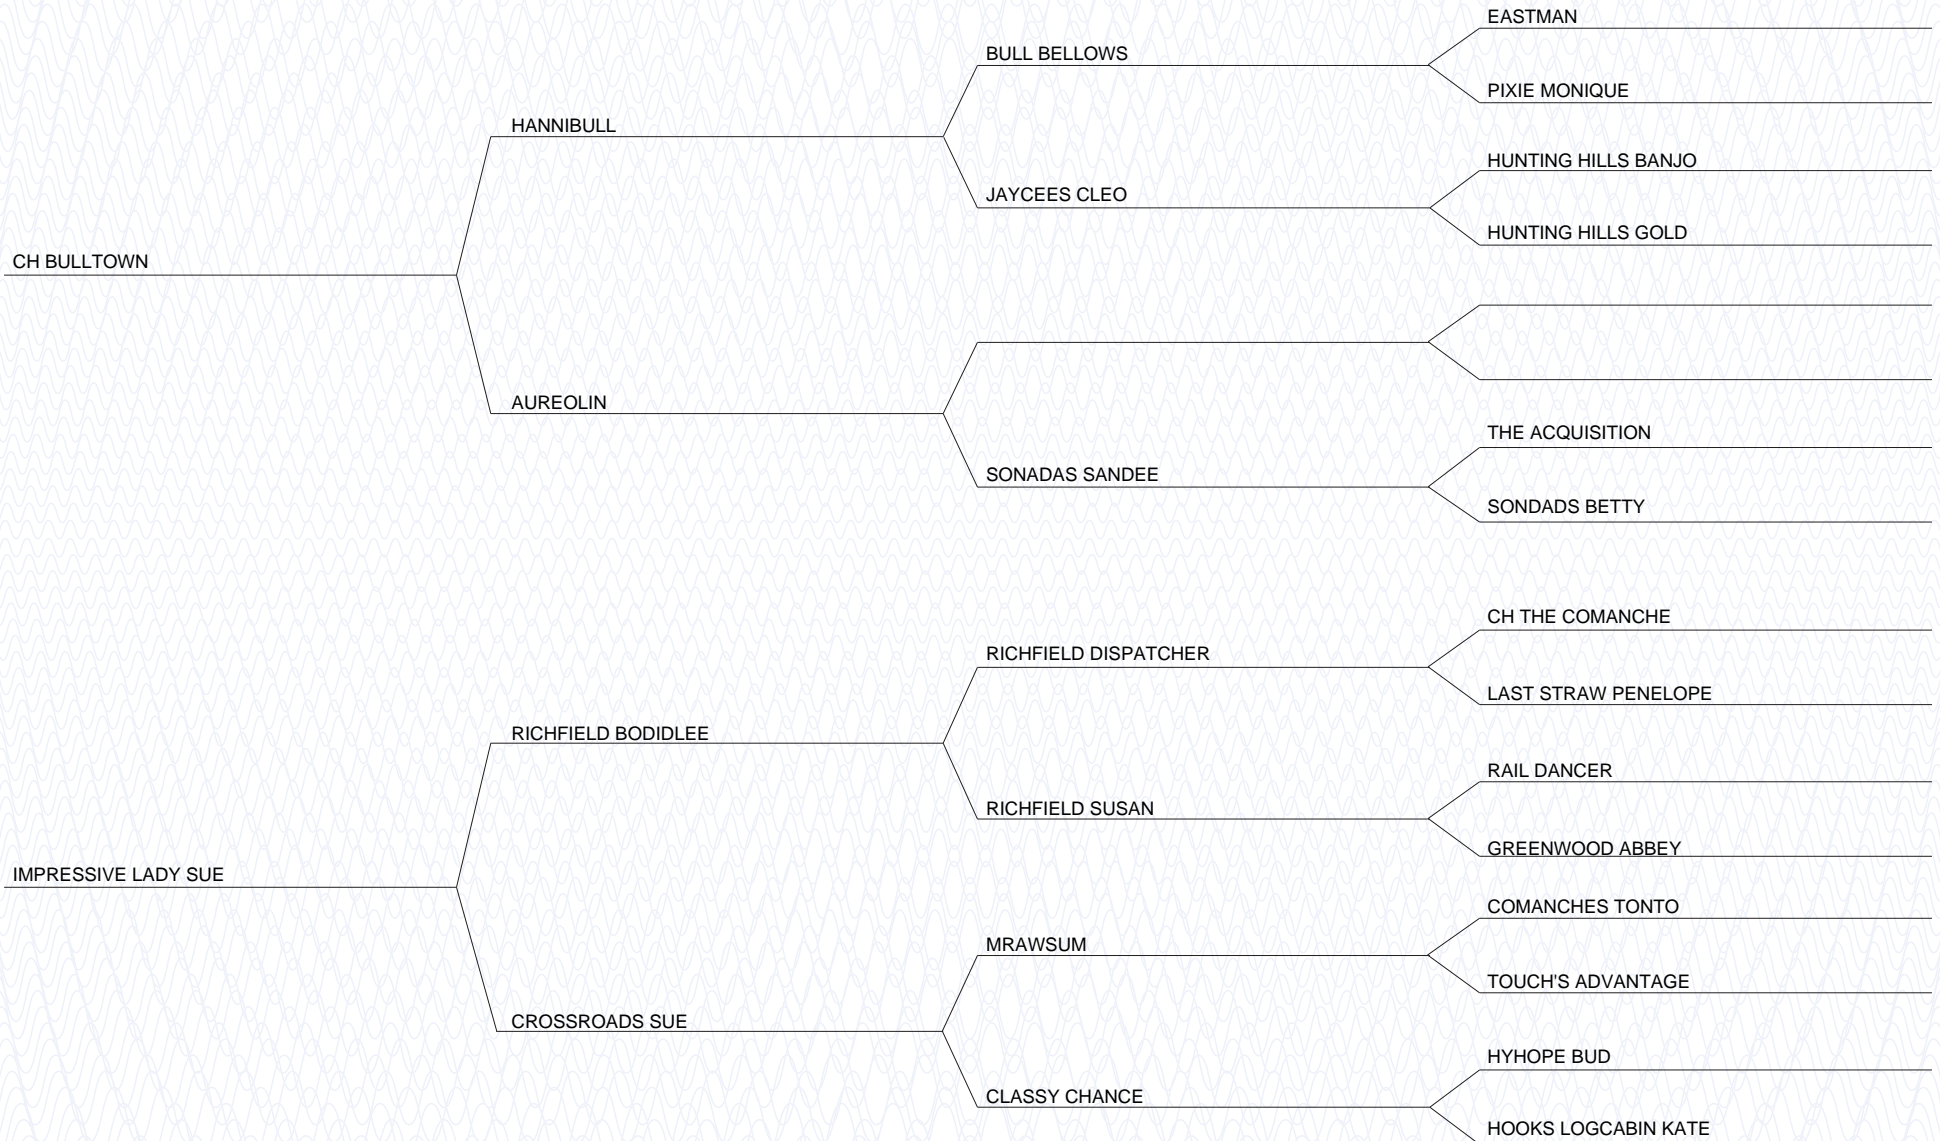 EASTMAN
BULL BELLOWS
PIXIE MONIQUE
HANNIBULL
HUNTING HILLS BANJO
JAYCEES CLEO
HUNTING HILLS GOLD
CH BULLTOWN
AUREOLIN
THE ACQUISITION
SONADAS SANDEE
SONDADS BETTY
CH THE COMANCHE
RICHFIELD DISPATCHER
LAST STRAW PENELOPE
RICHFIELD BODIDLEE
RAIL DANCER
RICHFIELD SUSAN
GREENWOOD ABBEY
IMPRESSIVE LADY SUE
COMANCHES TONTO
MRAWSUM
TOUCH'S ADVANTAGE
CROSSROADS SUE
HYHOPE BUD
CLASSY CHANCE
HOOKS LOGCABIN KATE